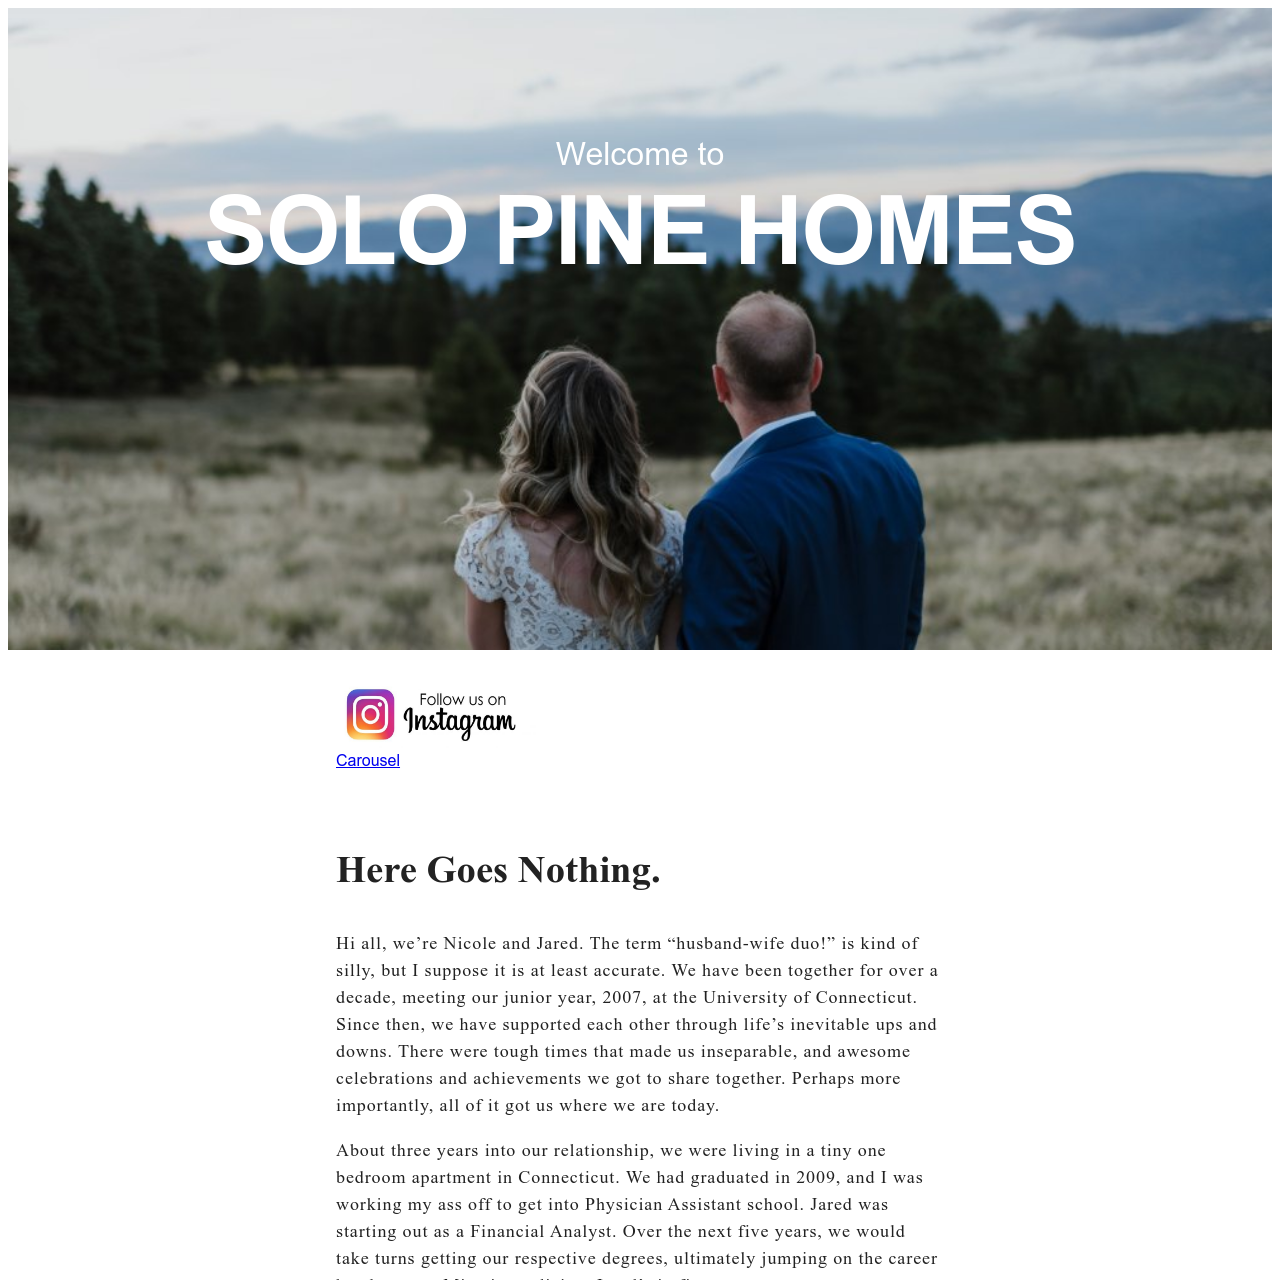 Welcome to
SOLO PINE HOMES
Follow us on
Instagram
Carousel
Here Goes Nothing.
Hi all, we’re Nicole and Jared. The term “husband-wife duo!” is kind of
silly, but I suppose it is at least accurate. We have been together for over a
decade, meeting our junior year, 2007, at the University of Connecticut.
Since then, we have supported each other through life’s inevitable ups and
downs. There were tough times that made us inseparable, and awesome
celebrations and achievements we got to share together. Perhaps more
importantly, all of it got us where we are today.
About three years into our relationship, we were living in a tiny one
bedroom apartment in Connecticut. We had graduated in 2009, and I was
working my ass off to get into Physician Assistant school. Jared was
starting out as a Financial Analyst. Over the next five years, we would
take turns getting our respective degrees, ultimately jumping on the career